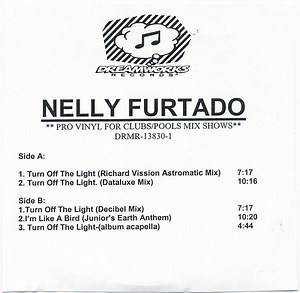 DREAMWORKS
RECORDS
NELLY FURTADO
** PRO VINYL FOR CLUBS/POOLS MIX SHOWS**
DRMR-13830-1
Side A:
1. Turn Off The Light (Richard Vission Astromatic Mix) 7:17
2. Turn Off The Light. (Dataluxe Mix) 10:16
Side B:
1.Turn Off The Light (Decibel Mix) 7:17
2.I'm Like A Bird (Junior's Earth Anthem) 10:20
3. Turn Off The Light-(album acapella) 4:44